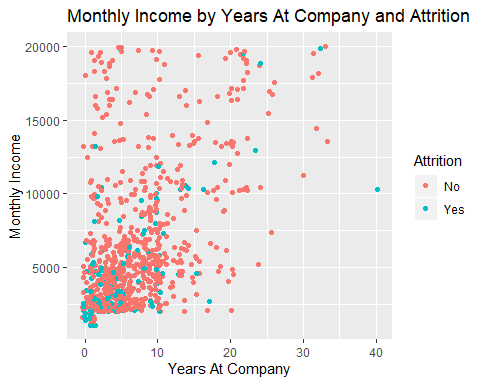 Monthly Income by Years At Company and Attrition
20000
15000
10000
5000
Monthly Income
0 10 20 30 40
Years At Company
Attrition
No
Yes